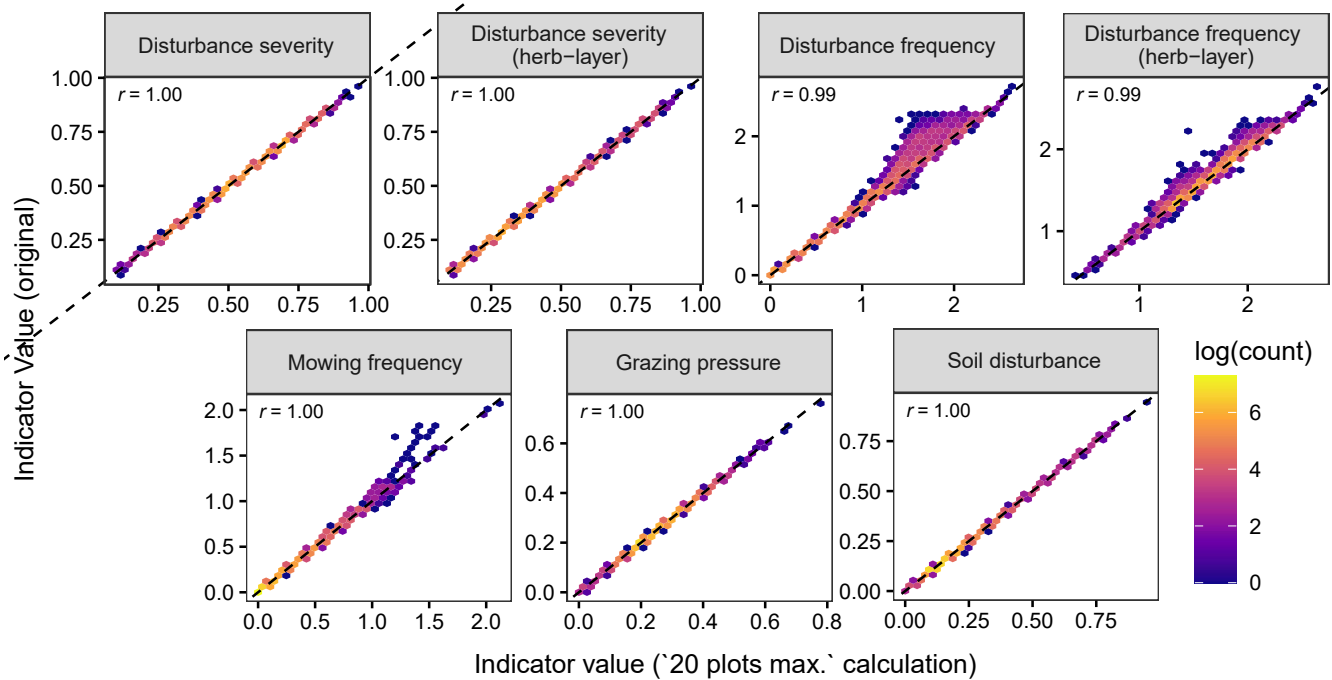 Disturbance severity
Disturbance severity
(herb−layer)
Disturbance frequency
Disturbance frequency
(herb−layer)
r = 1.00
r = 1.00
r = 0.99
r = 0.99
1.00
0.75
0.50
0.25
0.25 0.50 0.75 1.00
1.00
0.75
0.50
0.25
0.25 0.50 0.75 1.00
2
1
0
0 1 2
2
1
1 2
Mowing frequency
Grazing pressure
Soil disturbance
r = 1.00
r = 1.00
r = 1.00
2.0
1.5
1.0
0.5
0.0
0.0 0.5 1.0 1.5 2.0
0.6
0.4
0.2
0.0
0.0 0.2 0.4 0.6 0.8
0.75
0.50
0.25
0.00
0.00 0.25 0.50 0.75
log(count)
6
4
2
0
Indicator Value (original)
Indicator value (`20 plots max.` calculation)